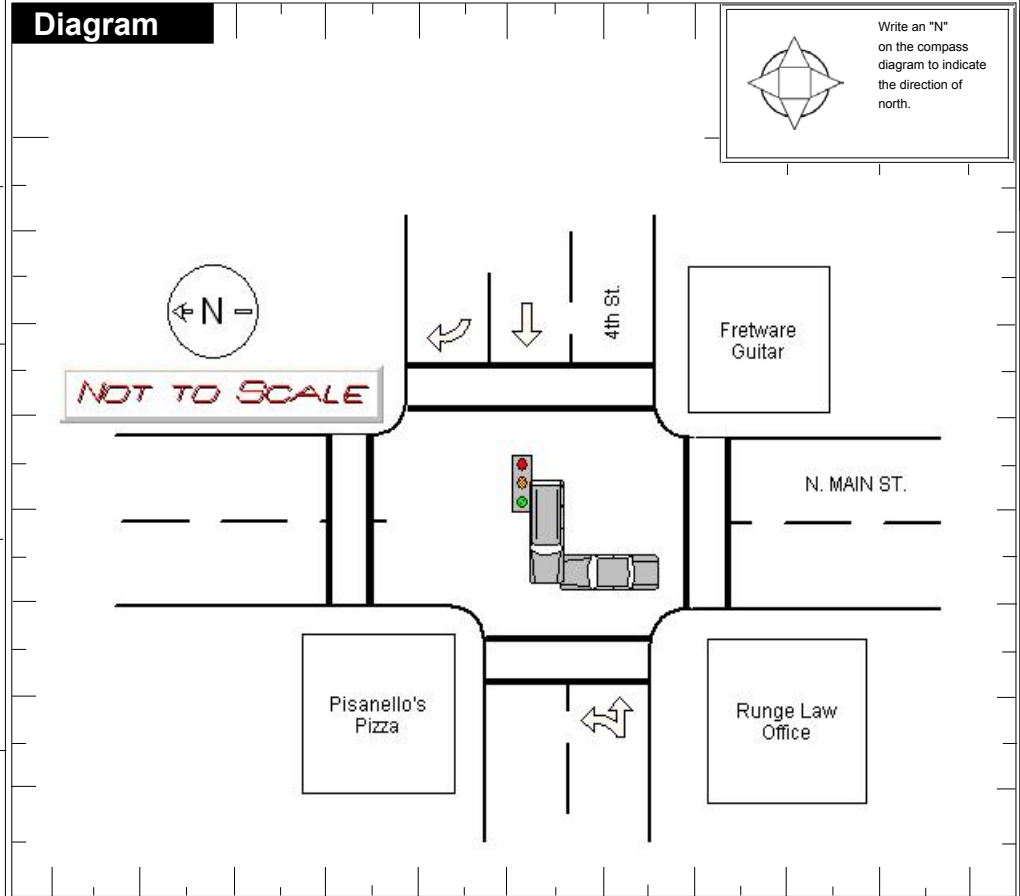 Diagram
Write an "N"
on the compass
diagram to indicate
the direction of
north.
4th St.
Fretware
Guitar
N
NOT TO SCALE
N. MAIN ST.
Pisanello's
Pizza
Runge Law
Office